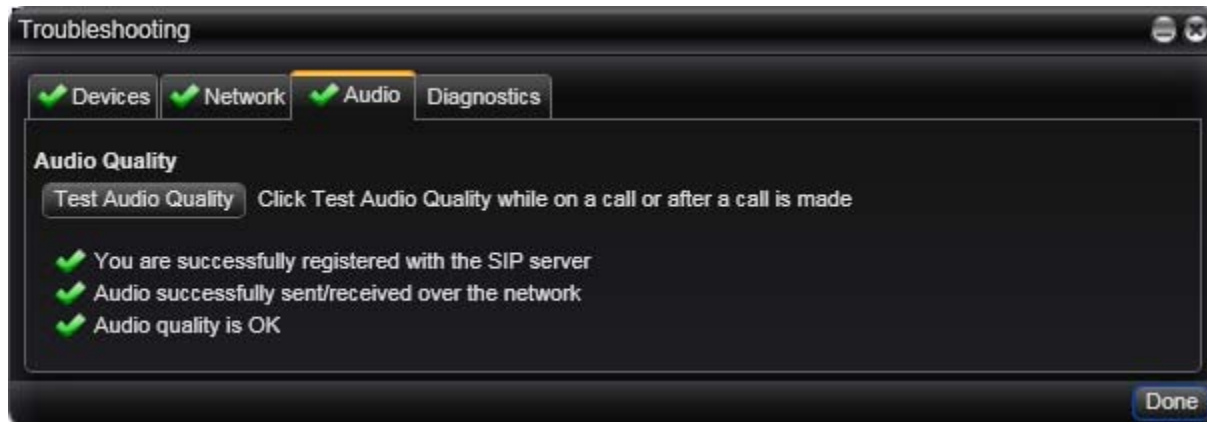 Troubleshooting
Devices Network Audio Diagnostics
Audio Quality
Test Audio Quality Click Test Audio Quality while on a call or after a call is made
You are successfully registered with the SIP server
Audio successfully sent/received over the network
Audio quality is OK
Done